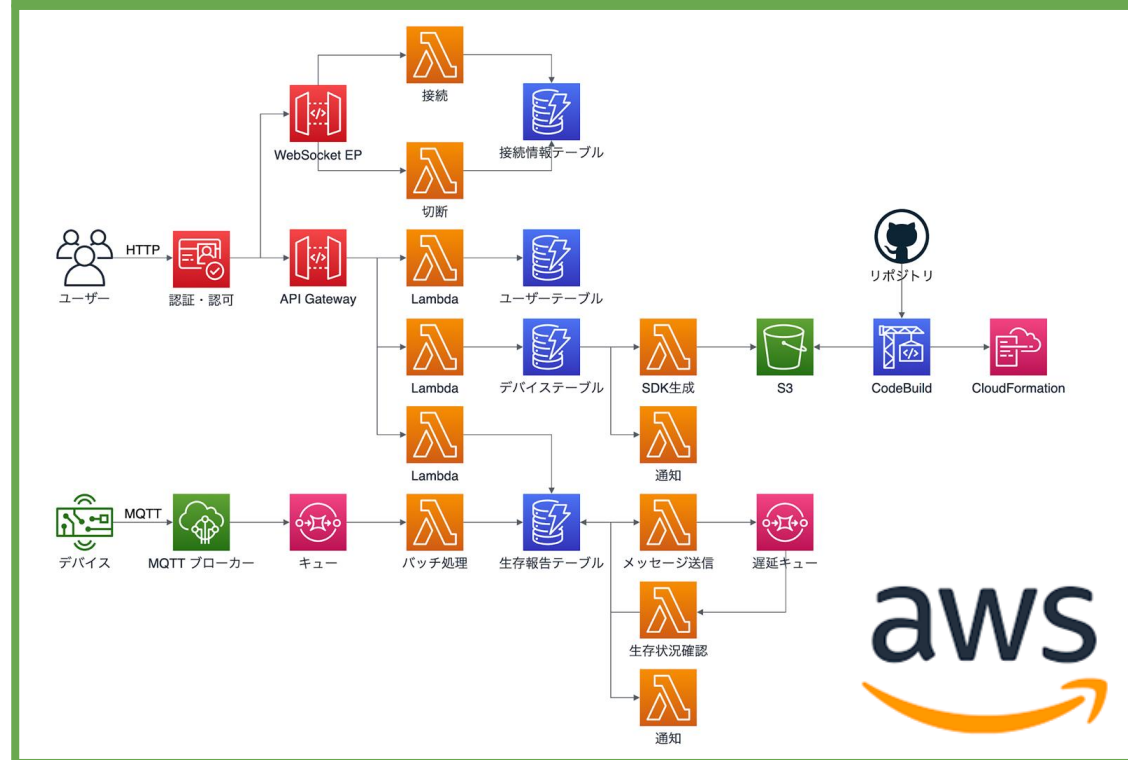 接続
WebSocket EP
接続情報テーブル
切断
HTTP
ユーザー
認証・認可
API Gateway
Lambda
ユーザーテーブル
リポジトリ
Lambda
デバイステーブル
SDK生成
S3
CodeBuild
CloudFormation
Lambda
通知
MQTT
デバイス
MQTT ブローカー
キュー
バッチ処理
生存報告テーブル
メッセージ送信
遅延キュー
生存状況確認
通知
aws